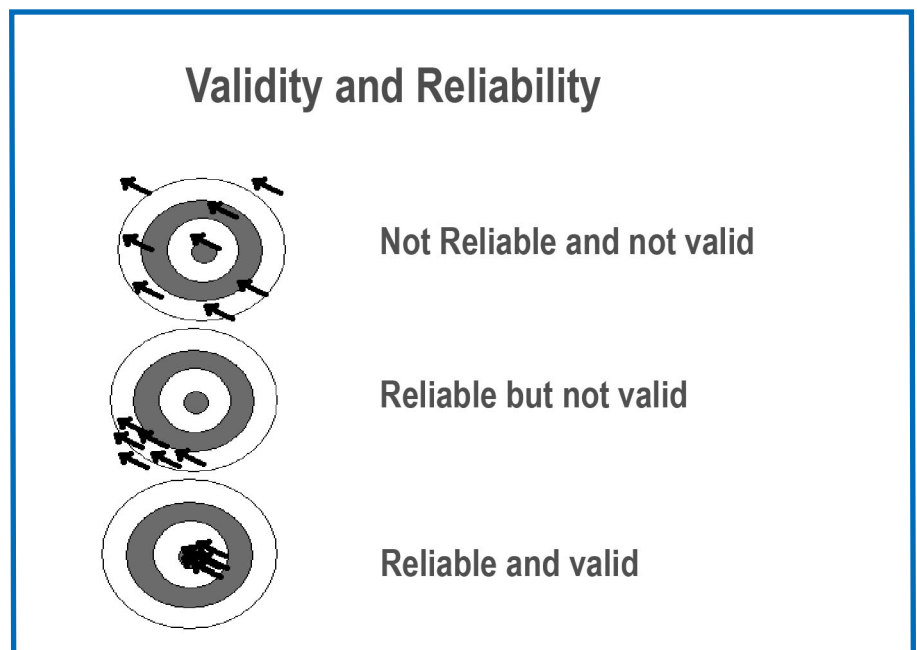 Validity and Reliability
Not Reliable and not valid
Reliable but not valid
Reliable and valid